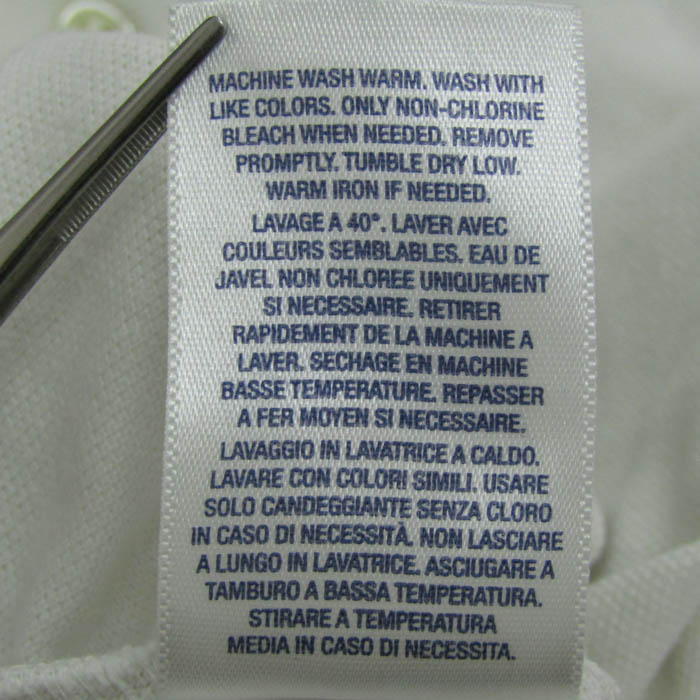 MACHINE WASH WARM. WASH WITH
LIKE COLORS. ONLY NON-CHLORINE
BLEACH WHEN NEEDED. REMOVE
PROMPTLY. TUMBLE DRY LOW.
WARM IRON IF NEEDED.
LAVAGE A 40°. LAVER AVEC
COULEURS SEMBLABLES. EAU DE
JAVEL NON CHLOREE UNIQUEMENT
SI NECESSAIRE. RETIRER
RAPIDEMENT DE LA MACHINE A
LAVER. SECHAGE EN MACHINE
BASSE TEMPERATURE. REPASSER
A FER MOYEN SI NECESSAIRE.
LAVAGGIO IN LAVATRICE A CALDO.
LAVARE CON COLORI SIMILI. USARE
SOLO CANDEGGIANTE SENZA CLORO
IN CASO DI NECESSITÀ. NON LASCIARE
A LUNGO IN LAVATRICE. ASCIUGARE A
TAMBURO A BASSA TEMPERATURA.
STIRARE A TEMPERATURA
MEDIA IN CASO DI NECESSITA.